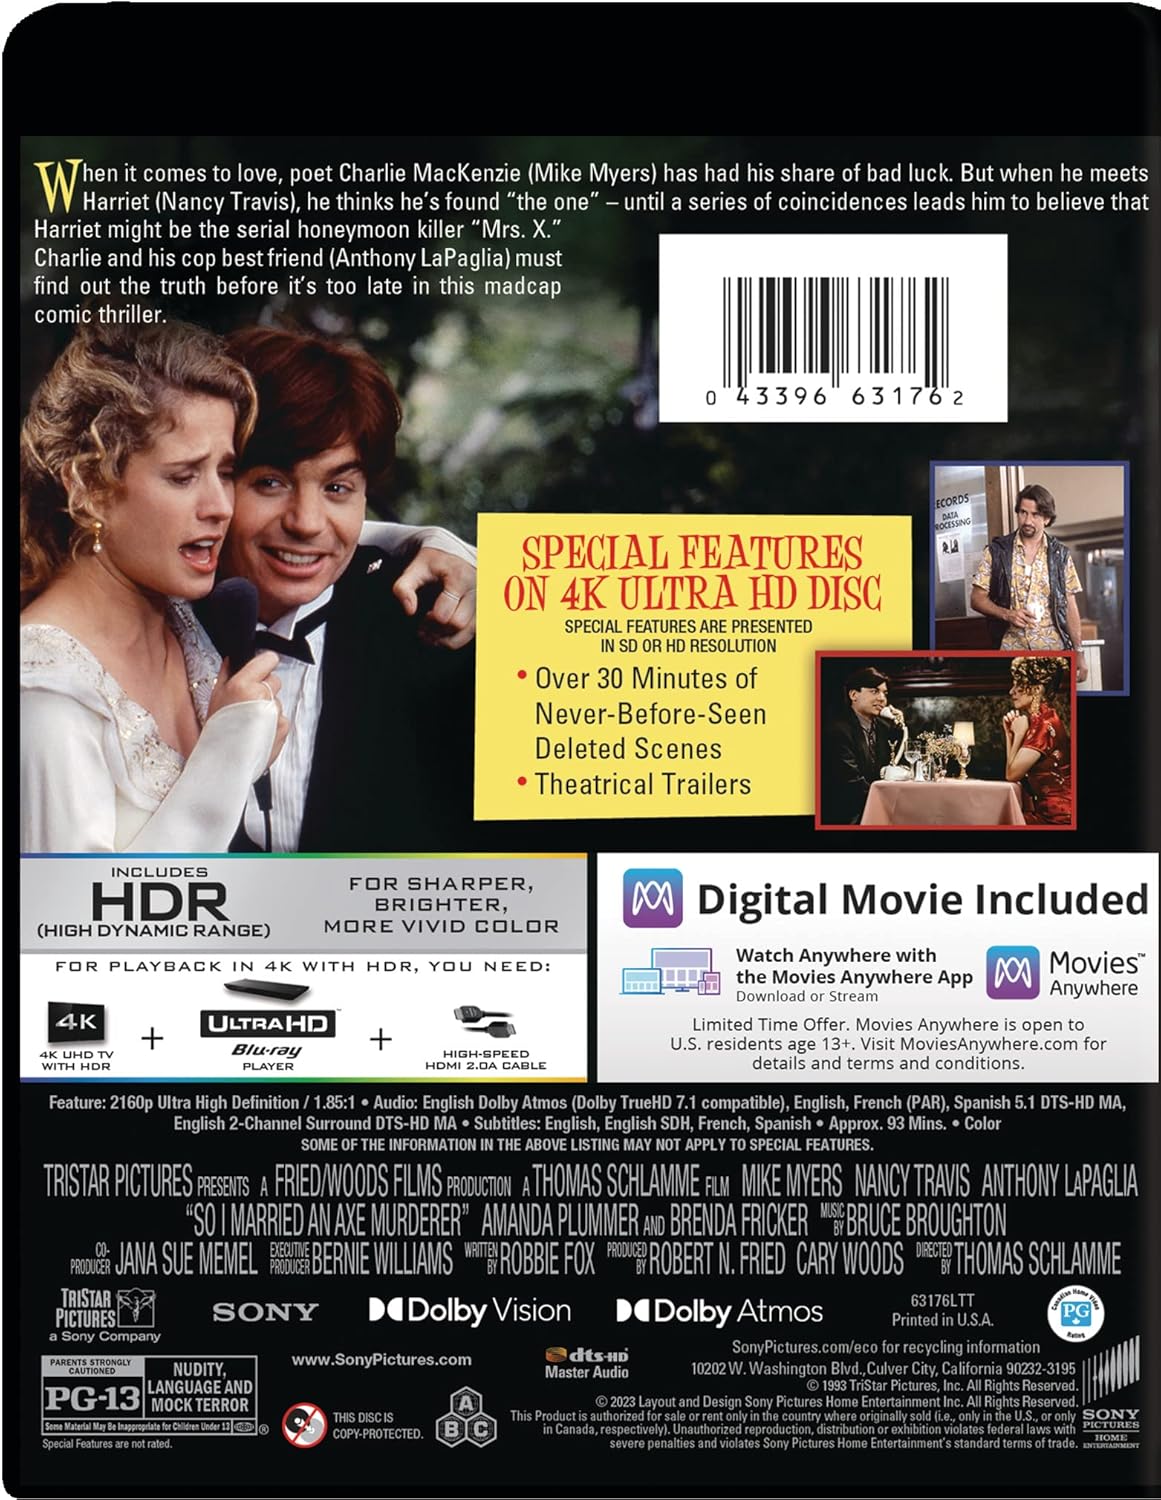 When it comes to love, poet Charlie MacKenzie (Mike Myers) has had his share of bad luck. But when he meets
Harriet (Nancy Travis), he thinks he's found “the one” – until a series of coincidences leads him to believe that
Harriet might be the serial honeymoon killer “Mrs. X.”
Charlie and his cop best friend (Anthony LaPaglia) must
find out the truth before it's too late in this madcap
comic thriller.
0 43396 63176 2
ECORDS
DATA
ROCESSING
SPECIAL FEATURES
ON 4K ULTRA HD DISC
SPECIAL FEATURES ARE PRESENTED
IN SD OR HD RESOLUTION
• Over 30 Minutes of
Never-Before-Seen
Deleted Scenes
• Theatrical Trailers
INCLUDES
HDR
(HIGH DYNAMIC RANGE)
FOR SHARPER,
BRIGHTER,
MORE VIVID COLOR
FOR PLAYBACK IN 4K WITH HDR, YOU NEED:
4K
4K UHD TV
WITH HDR
+
ULTRA HD
Blu-ray
PLAYER
+
HIGH-SPEED
HDMI 2.0A CABLE
Digital Movie Included
Watch Anywhere with
the Movies Anywhere App
Download or Stream
Movies™
Anywhere
Limited Time Offer. Movies Anywhere is open to
U.S. residents age 13+. Visit MoviesAnywhere.com for
details and terms and conditions.
Feature: 2160p Ultra High Definition / 1.85:1 • Audio: English Dolby Atmos (Dolby TrueHD 7.1 compatible), English, French (PAR), Spanish 5.1 DTS-HD MA,
English 2-Channel Surround DTS-HD MA • Subtitles: English, English SDH, French, Spanish • Approx. 93 Mins. • Color
SOME OF THE INFORMATION IN THE ABOVE LISTING MAY NOT APPLY TO SPECIAL FEATURES.
TRISTAR PICTURES PRESENTS A FRIED/WOODS FILMS PRODUCTION A THOMAS SCHLAMME FILM MIKE MYERS NANCY TRAVIS ANTHONY LaPAGLIA
“SO I MARRIED AN AXE MURDERER” AMANDA PLUMMER AND BRENDA FRICKER MUSIC BY BRUCE BROUGHTON
CO-PRODUCER JANA SUE MEMEL EXECUTIVE PRODUCER BERNIE WILLIAMS WRITTEN BY ROBBIE FOX PRODUCED BY ROBERT N. FRIED CARY WOODS DIRECTED BY THOMAS SCHLAMME
TRISTAR
PICTURES
a Sony Company
SONY
Dolby Vision
Dolby Atmos
63176LTT
Printed in U.S.A.
Canadian Home Video
PG
Rated
PARENTS STRONGLY
CAUTIONED
PG-13
NUDITY,
LANGUAGE AND
MOCK TERROR
Some Material May Be Inappropriate for Children Under 13
®
Special Features are not rated.
www.SonyPictures.com
THIS DISC IS
COPY-PROTECTED.
A
B C
dts-HD
Master Audio
SonyPictures.com/eco for recycling information
10202 W. Washington Blvd.,Culver City, California 90232-3195
© 1993 TriStar Pictures, Inc. All Rights Reserved.
© 2023 Layout and Design Sony Pictures Home Entertainment Inc. All Rights Reserved.
This Product is authorized for sale or rent only in the country where originally sold (i.e., only in the U.S., or only
in Canada, respectively). Unauthorized reproduction, distribution or exhibition violates federal laws with
severe penalties and violates Sony Pictures Home Entertainment's standard terms of trade.
SONY
PICTURES
HOME
ENTERTAINMENT